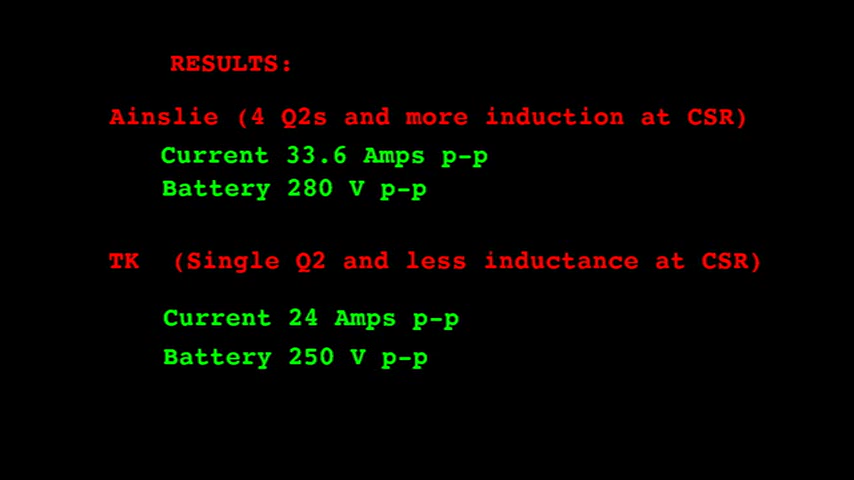 RESULTS:
Ainslie (4 Q2s and more induction at CSR)
Current 33.6 Amps p-p
Battery 280 V p-p
TK (Single Q2 and less inductance at CSR)
Current 24 Amps p-p
Battery 250 V p-p